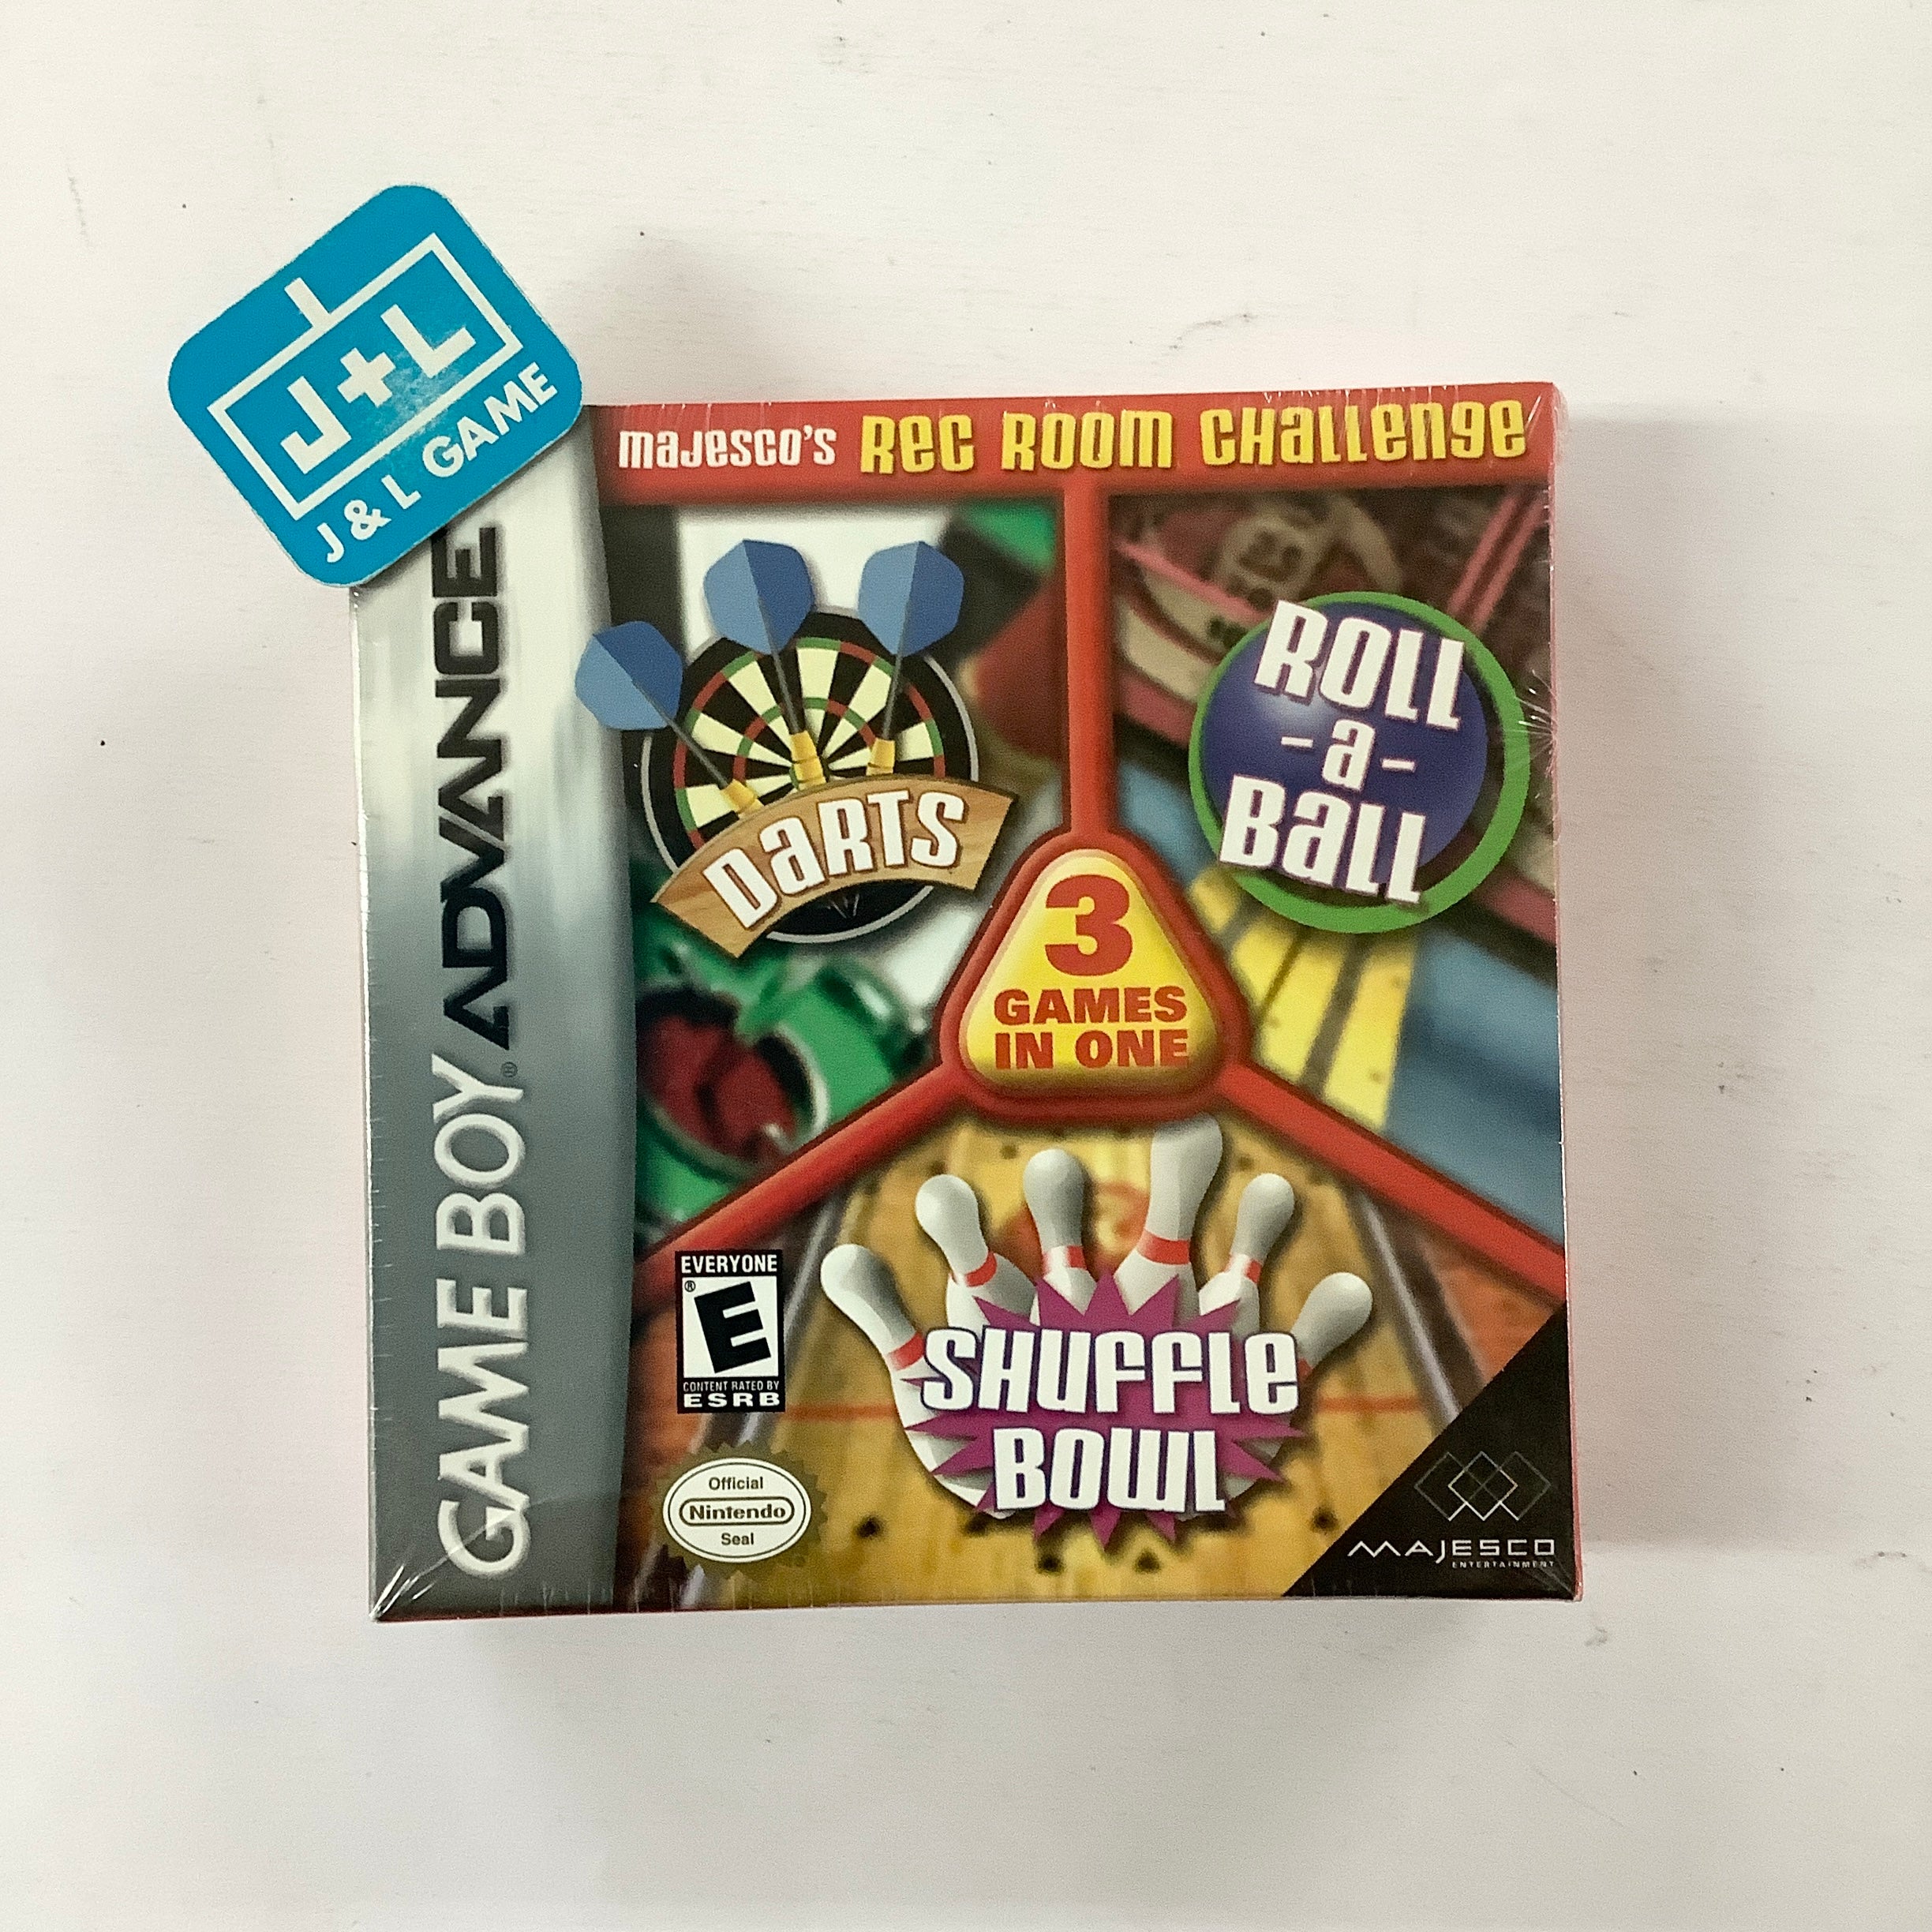 J+L
J & L GAME
majesco's Rec Room Challenge
GAME BOY ADVANCE
®
DaRTS
ROLL
-a-
BaLL
3
GAMES
IN ONE
EVERYONE
E
®
CONTENT RATED BY
ESRB
SHUFFLe
BOWL
Official
Nintendo
Seal
MAJESCO
ENTERTAINMENT